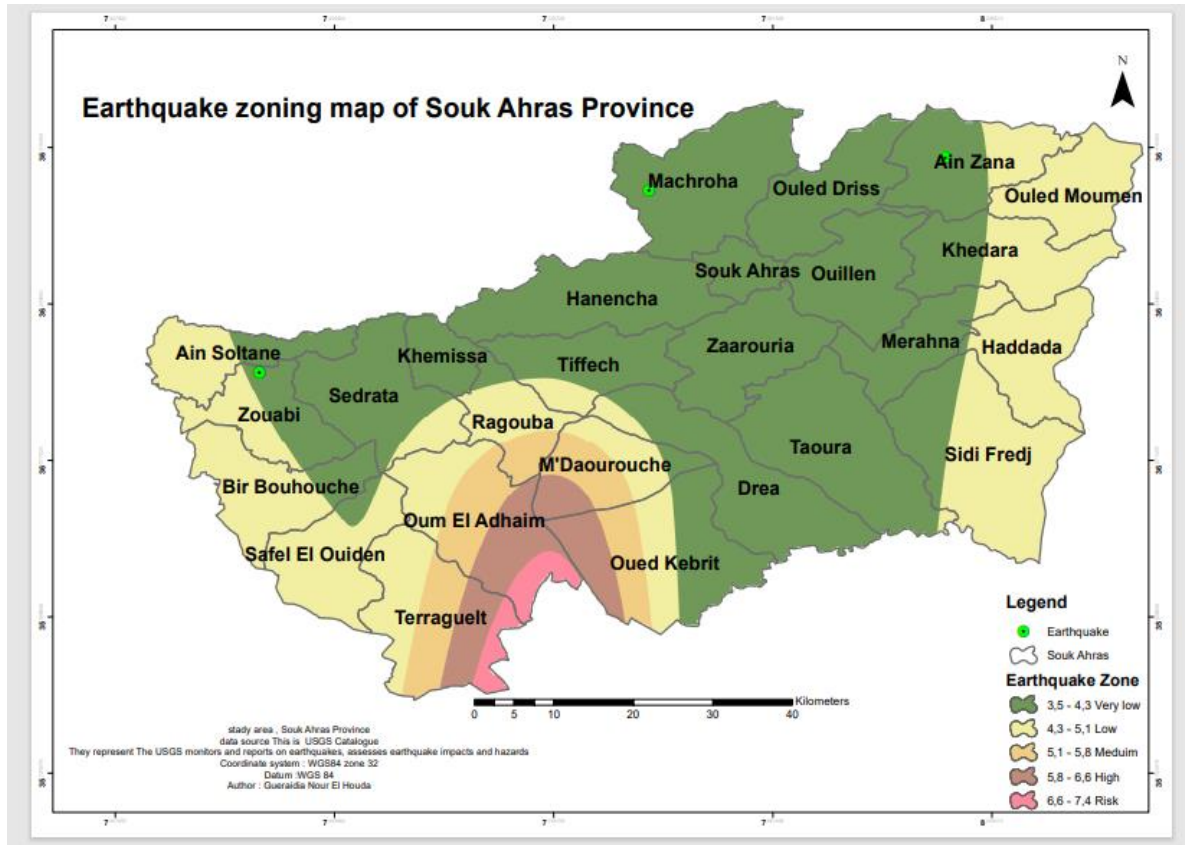 Earthquake zoning map of Souk Ahras Province
N
Machroha
Ain Zana
Ouled Driss
Ouled Moumen
Khedara
Souk Ahras
Ouillen
Hanencha
Merahna
Haddada
Zaarouria
Ain Soltane
Khemissa
Tiffech
Sedrata
Zouabi
Ragouba
Taoura
Sidi Fredj
M'Daourouche
Bir Bouhouche
Drea
Oum El Adhaim
Safel El Ouiden
Oued Kebrit
Terraguelt
Legend
Earthquake
Souk Ahras
Earthquake Zone
3,5 - 4,3 Very low
4,3 - 5,1 Low
5,1 - 5,8 Meduim
5,8 - 6,6 High
6,6 - 7,4 Risk
Kilometers
0 5 10 20 30 40
stady area , Souk Ahras Province
data source This is USGS Catalogue
They represent The USGS monitors and reports on earthquakes, assesses earthquake impacts and hazards
Coordinate system : WGS84 zone 32
Datum :WGS 84
Author : Gueraidia Nour El Houda